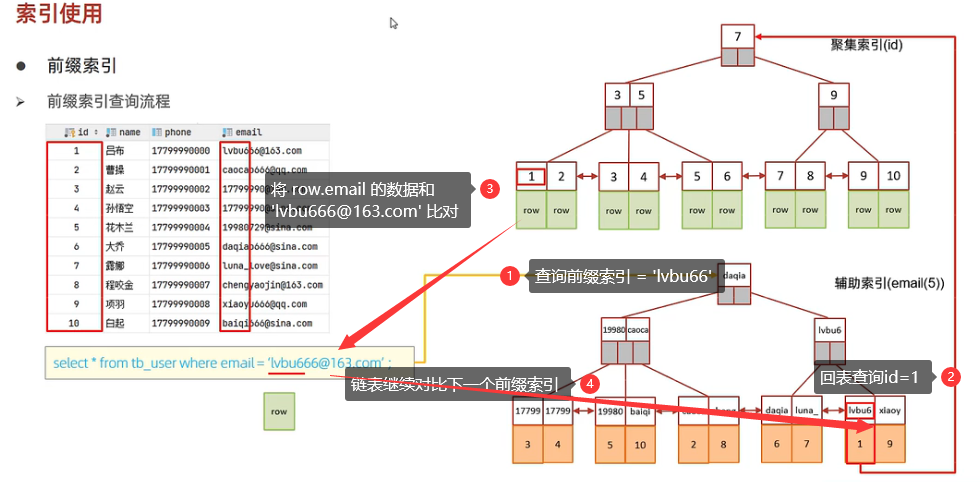 索引使用
前缀索引
前缀索引查询流程
id name phone email
1 吕布 17799990000 lvbu666@163.com
2 曹操 17799990001 caocao666@qq.com
3 赵云 17799990002 17799990
4 孙悟空 17799990003 17799990@sina.com
5 花木兰 17799990004 19980729@sina.com
6 大乔 17799990005 daqiao666@sina.com
7 露娜 17799990006 luna_love@sina.com
8 程咬金 17799990007 chengyaojin@163.com
9 项羽 17799990008 xiaoyu666@qq.com
10 白起 17799990009 baiqi666@sina.com
将 row.email 的数据和
'lvbu666@163.com' 比对
3
select * from tb_user where email = 'lvbu666@163.com' ;
row
聚集索引(id)
7
3 5
9
1 2 3 4 5 6 7 8 9 10
row row row row row row row row row row
1
查询前缀索引 = 'lvbu66'
daqia
辅助索引(email(5))
19980 caoca
lvbu6
回表查询id=1
2
链表继续对比下一个前缀索引
4
17799 17799 19980 baiqi daqia luna_ lvbu6 xiaoy
3 4 5 10 2 8 6 7 1 9